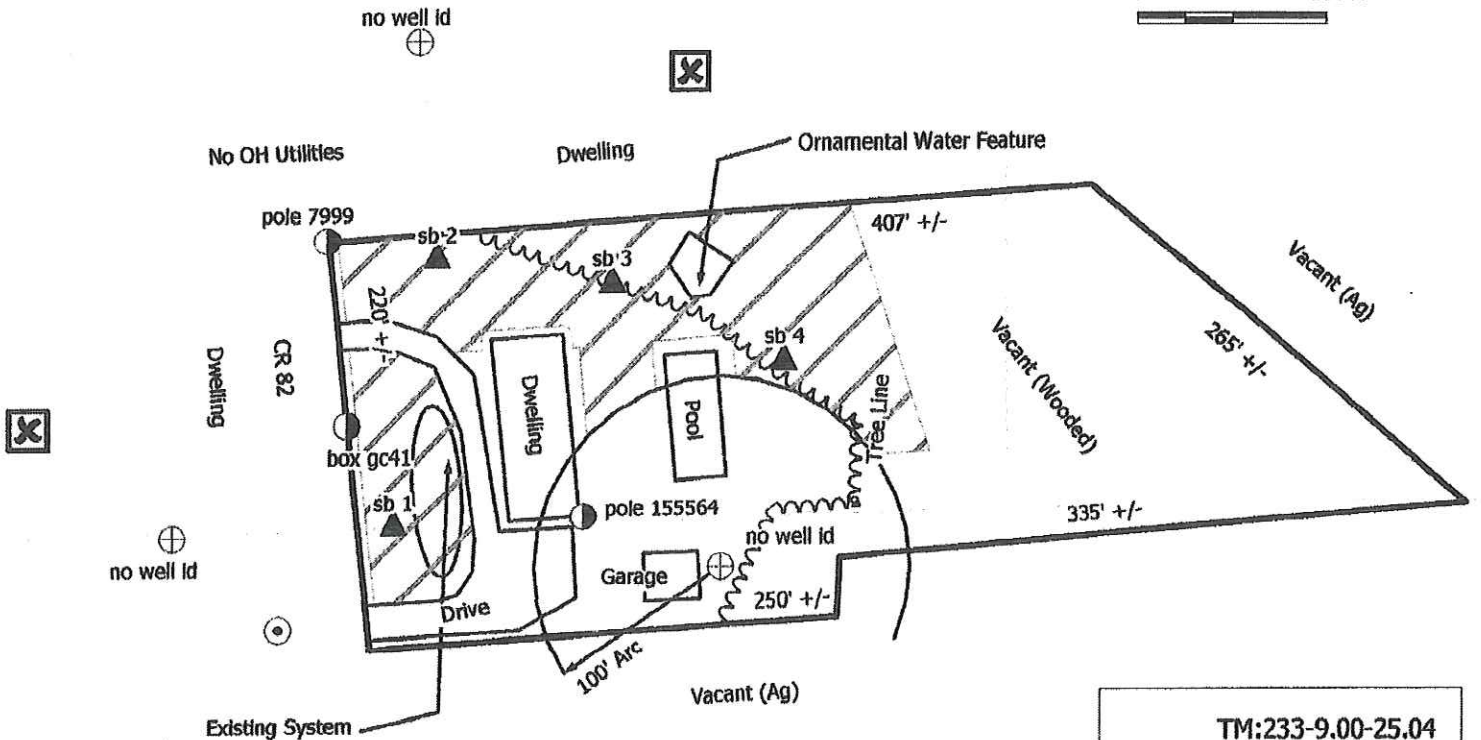 no well id
No OH Utilities
Dwelling
Ornamental Water Feature
pole 7999
sb 2
407' +/-
sb 3
Vacant (Ag)
220' +/-
sb 4
Vacant (Wooded)
265' +/-
CR 82
Dwelling
Dwelling
Pool
Tree Line
box gc41
sb 1
pole 155564
335' +/-
no well id
no well id
Garage
250' +/-
Drive
100' Arc
Vacant (Ag)
Existing System
TM:233-9.00-25.04